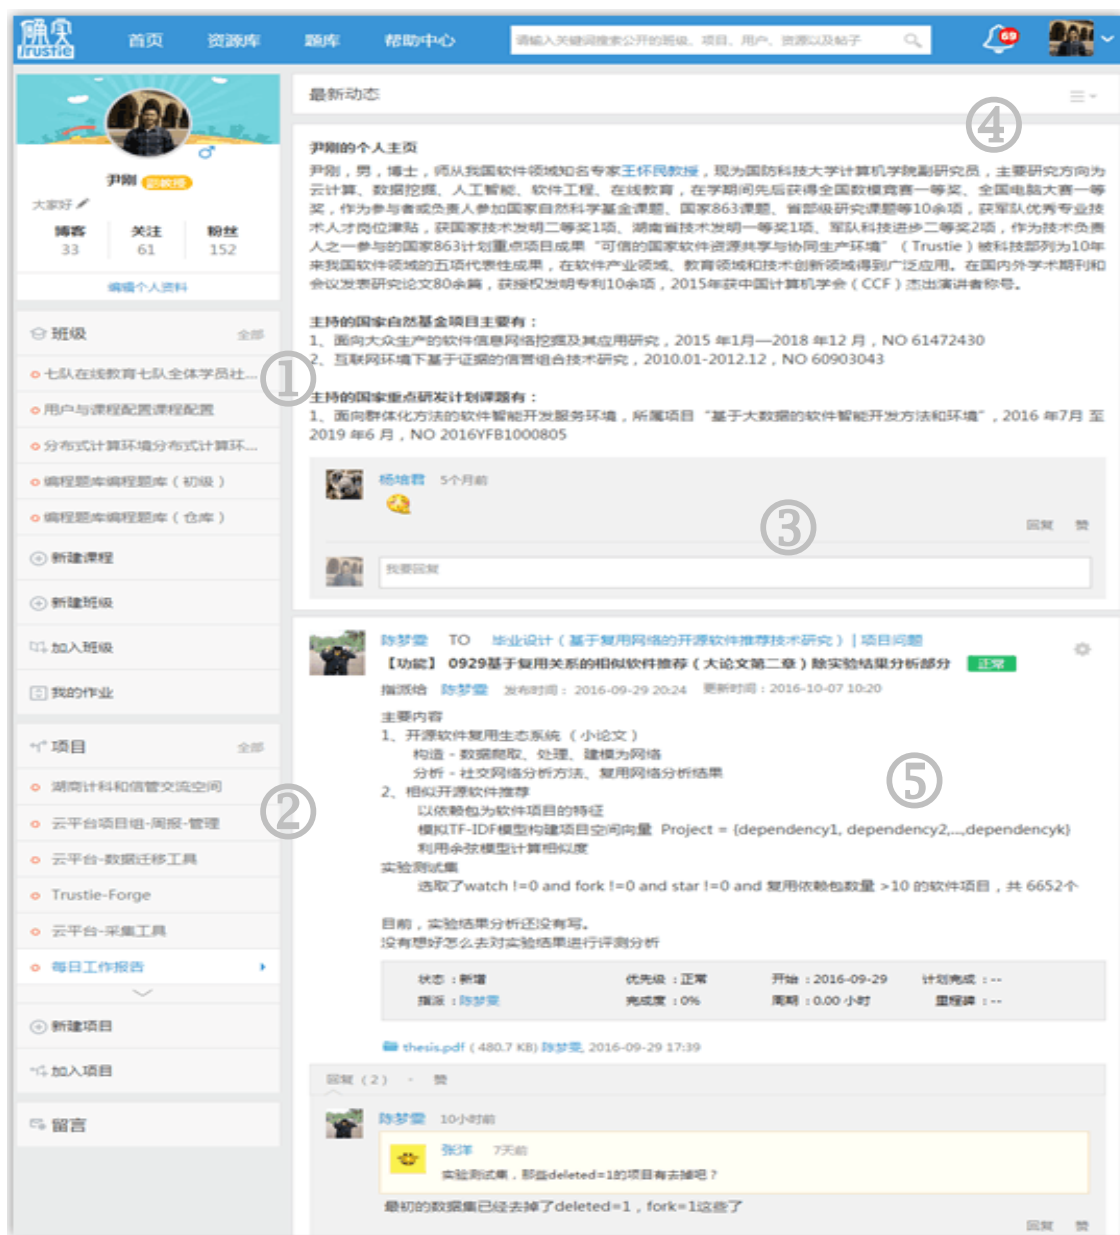 确实
Trustie
首页 资源库 题库 帮助中心
请输入关键词搜索公开的班级、项目、用户、资源以及帖子
69
尹刚 副教授
大家好
博客 关注 粉丝
33 61 152
编辑个人资料
班级 全部
①
七队在线教育七队全体学员社...
用户与课程配置课程配置
分布式计算环境分布式计算环...
编程题库编程题库(初级)
编程题库编程题库(仓库)
新建课程
新建班级
加入班级
我的作业
项目 全部
②
湖商计科和信管交流空间
云平台项目组-周报-管理
云平台-数据迁移工具
Trustie-Forge
云平台-采集工具
每日工作报告
新建项目
加入项目
留言
最新动态
④
尹刚的个人主页
尹刚,男,博士,师从我国软件领域知名专家王怀民教授,现为国防科技大学计算机学院副研究员,主要研究方向为
云计算、数据挖掘、人工智能、软件工程、在线教育,在学期间先后获得全国数模竞赛一等奖、全国电脑大赛一等
奖,作为参与者或负责人参加国家自然科学基金课题、国家863课题、省部级研究课题等10余项,获军队优秀专业技
术人才岗位津贴,获国家技术发明二等奖1项、湖南省技术发明一等奖1项、军队科技进步二等奖2项,作为技术负责
人之一参与的国家863计划重点项目成果“可信的国家软件资源共享与协同生产环境”(Trustie)被科技部列为10年
来我国软件领域的五项代表性成果,在软件产业领域、教育领域和技术创新领域得到广泛应用。在国内外学术期刊和
会议发表研究论文80余篇,获授权发明专利10余项,2015年获中国计算机学会(CCF)杰出演讲者称号。
主持的国家自然基金项目主要有:
1、面向大众生产的软件信息网络挖掘及其应用研究,2015 年1月—2018 年12 月,NO 61472430
2、互联网环境下基于证据的信誉组合技术研究,2010.01-2012.12,NO 60903043
主持的国家重点研发计划课题有:
1、面向群体化方法的软件智能开发服务环境,所属项目“基于大数据的软件智能开发方法和环境”,2016 年7月 至
2019 年6 月,NO 2016YFB1000805
杨培君 5个月前
③
回复 赞
我要回复
陈梦雯 TO 毕业设计(基于复用网络的开源软件推荐技术研究)| 项目问题
【功能】 0929基于复用关系的相似软件推荐(大论文第二章)除实验结果分析部分 正常
指派给 陈梦雯 发布时间:2016-09-29 20:24 更新时间:2016-10-07 10:20
主要内容
1、开源软件复用生态系统 (小论文)
构造 - 数据爬取、处理、建模为网络
分析 - 社交网络分析方法、复用网络分析结果
⑤
2、相似开源软件推荐
以依赖包为软件项目的特征
模拟TF-IDF模型构建项目空间向量 Project = {dependency1, dependency2,...,dependencyk}
利用余弦模型计算相似度
实验测试集
选取了watch !=0 and fork !=0 and star !=0 and 复用依赖包数量 >10 的软件项目,共 6652个
目前,实验结果分析还没有写。
没有想好怎么去对实验结果进行评测分析
状态 :新增 优先级 :正常 开始 :2016-09-29 计划完成 :--
指派 :陈梦雯 完成度 :0% 周期 :0.00 小时 里程碑 :--
thesis.pdf ( 480.7 KB) 陈梦雯, 2016-09-29 17:39
回复(2) · 赞
陈梦雯 10小时前
张洋 7天前
实验测试集,那些deleted=1的项目有去掉吧?
最初的数据集已经去掉了deleted=1,fork=1这些了
回复 赞